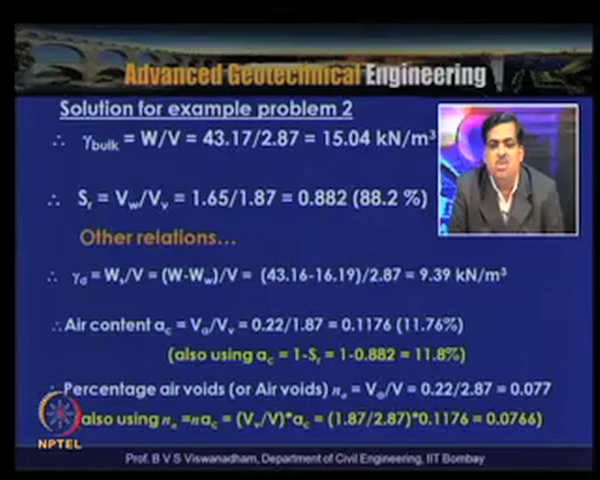 Advanced Geotechnical Engineering
Solution for example problem 2
∴ γbulk = W/V = 43.17/2.87 = 15.04 kN/m³
∴ Sr = Vw/Vv = 1.65/1.87 = 0.882 (88.2 %)
Other relations…
∴ γd = Ws/V = (W-Ww)/V = (43.16-16.19)/2.87 = 9.39 kN/m³
∴Air content ac = Va/Vv = 0.22/1.87 = 0.1176 (11.76%)
(also using ac = 1-Sr = 1-0.882 = 11.8%)
∴ Percentage air voids (or Air voids) na = Va/V = 0.22/2.87 = 0.077
(also using na =nac = (Vv/V)*ac = (1.87/2.87)*0.1176 = 0.0766)
NPTEL
Prof. B V S Viswanadham, Department of Civil Engineering, IIT Bombay